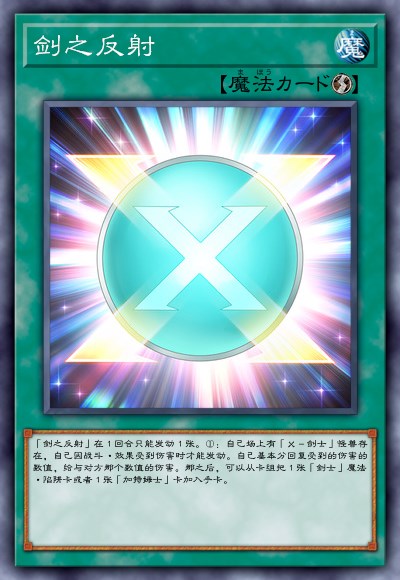 剑之反射
魔
【魔法カード】
まほう
「剑之反射」在１回合只能发动１张。①：自己场上有「Ｘ－剑士」怪兽存
在，自己因战斗·效果受到伤害时才能发动。自己基本分回复受到的伤害的
数值，给与对方那个数值的伤害。那之后，可以从卡组把１张「剑士」魔法
·陷阱卡或者１张「加特姆士」卡加入手卡。